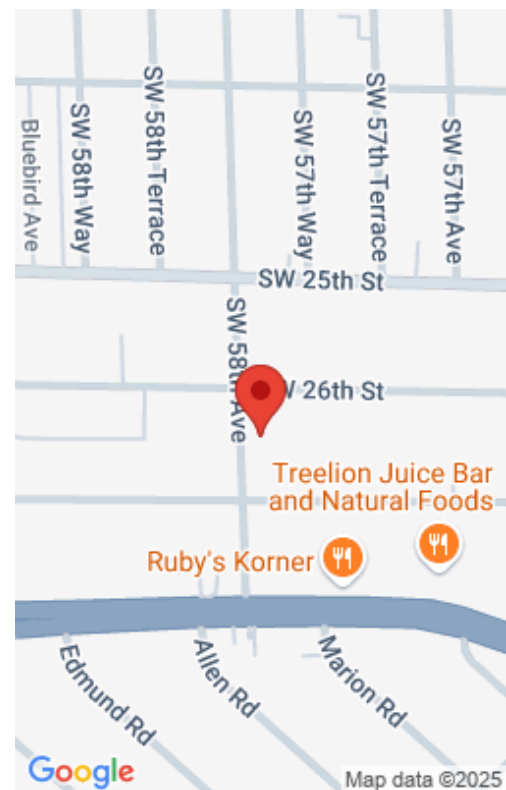 SW 58th Terrace
SW 57th Terrace
Bluebird Ave
SW 58th Way
SW 57th Way
SW 57th Ave
SW 25th St
SW 58th Ave
W 26th St
Treelion Juice Bar
and Natural Foods
Ruby's Korner
Edmund Rd
Allen Rd
Marion Rd
Google
Map data ©2025